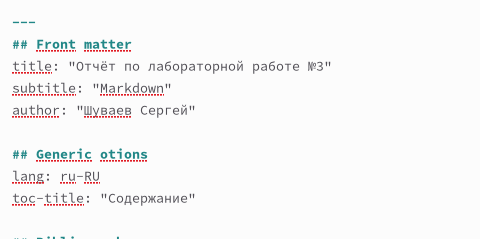 ---
## Front matter
title: "Отчёт по лабораторной работе №3"
subtitle: "Markdown"
author: "Шуваев Сергей"
## Generic otions
lang: ru-RU
toc-title: "Содержание"